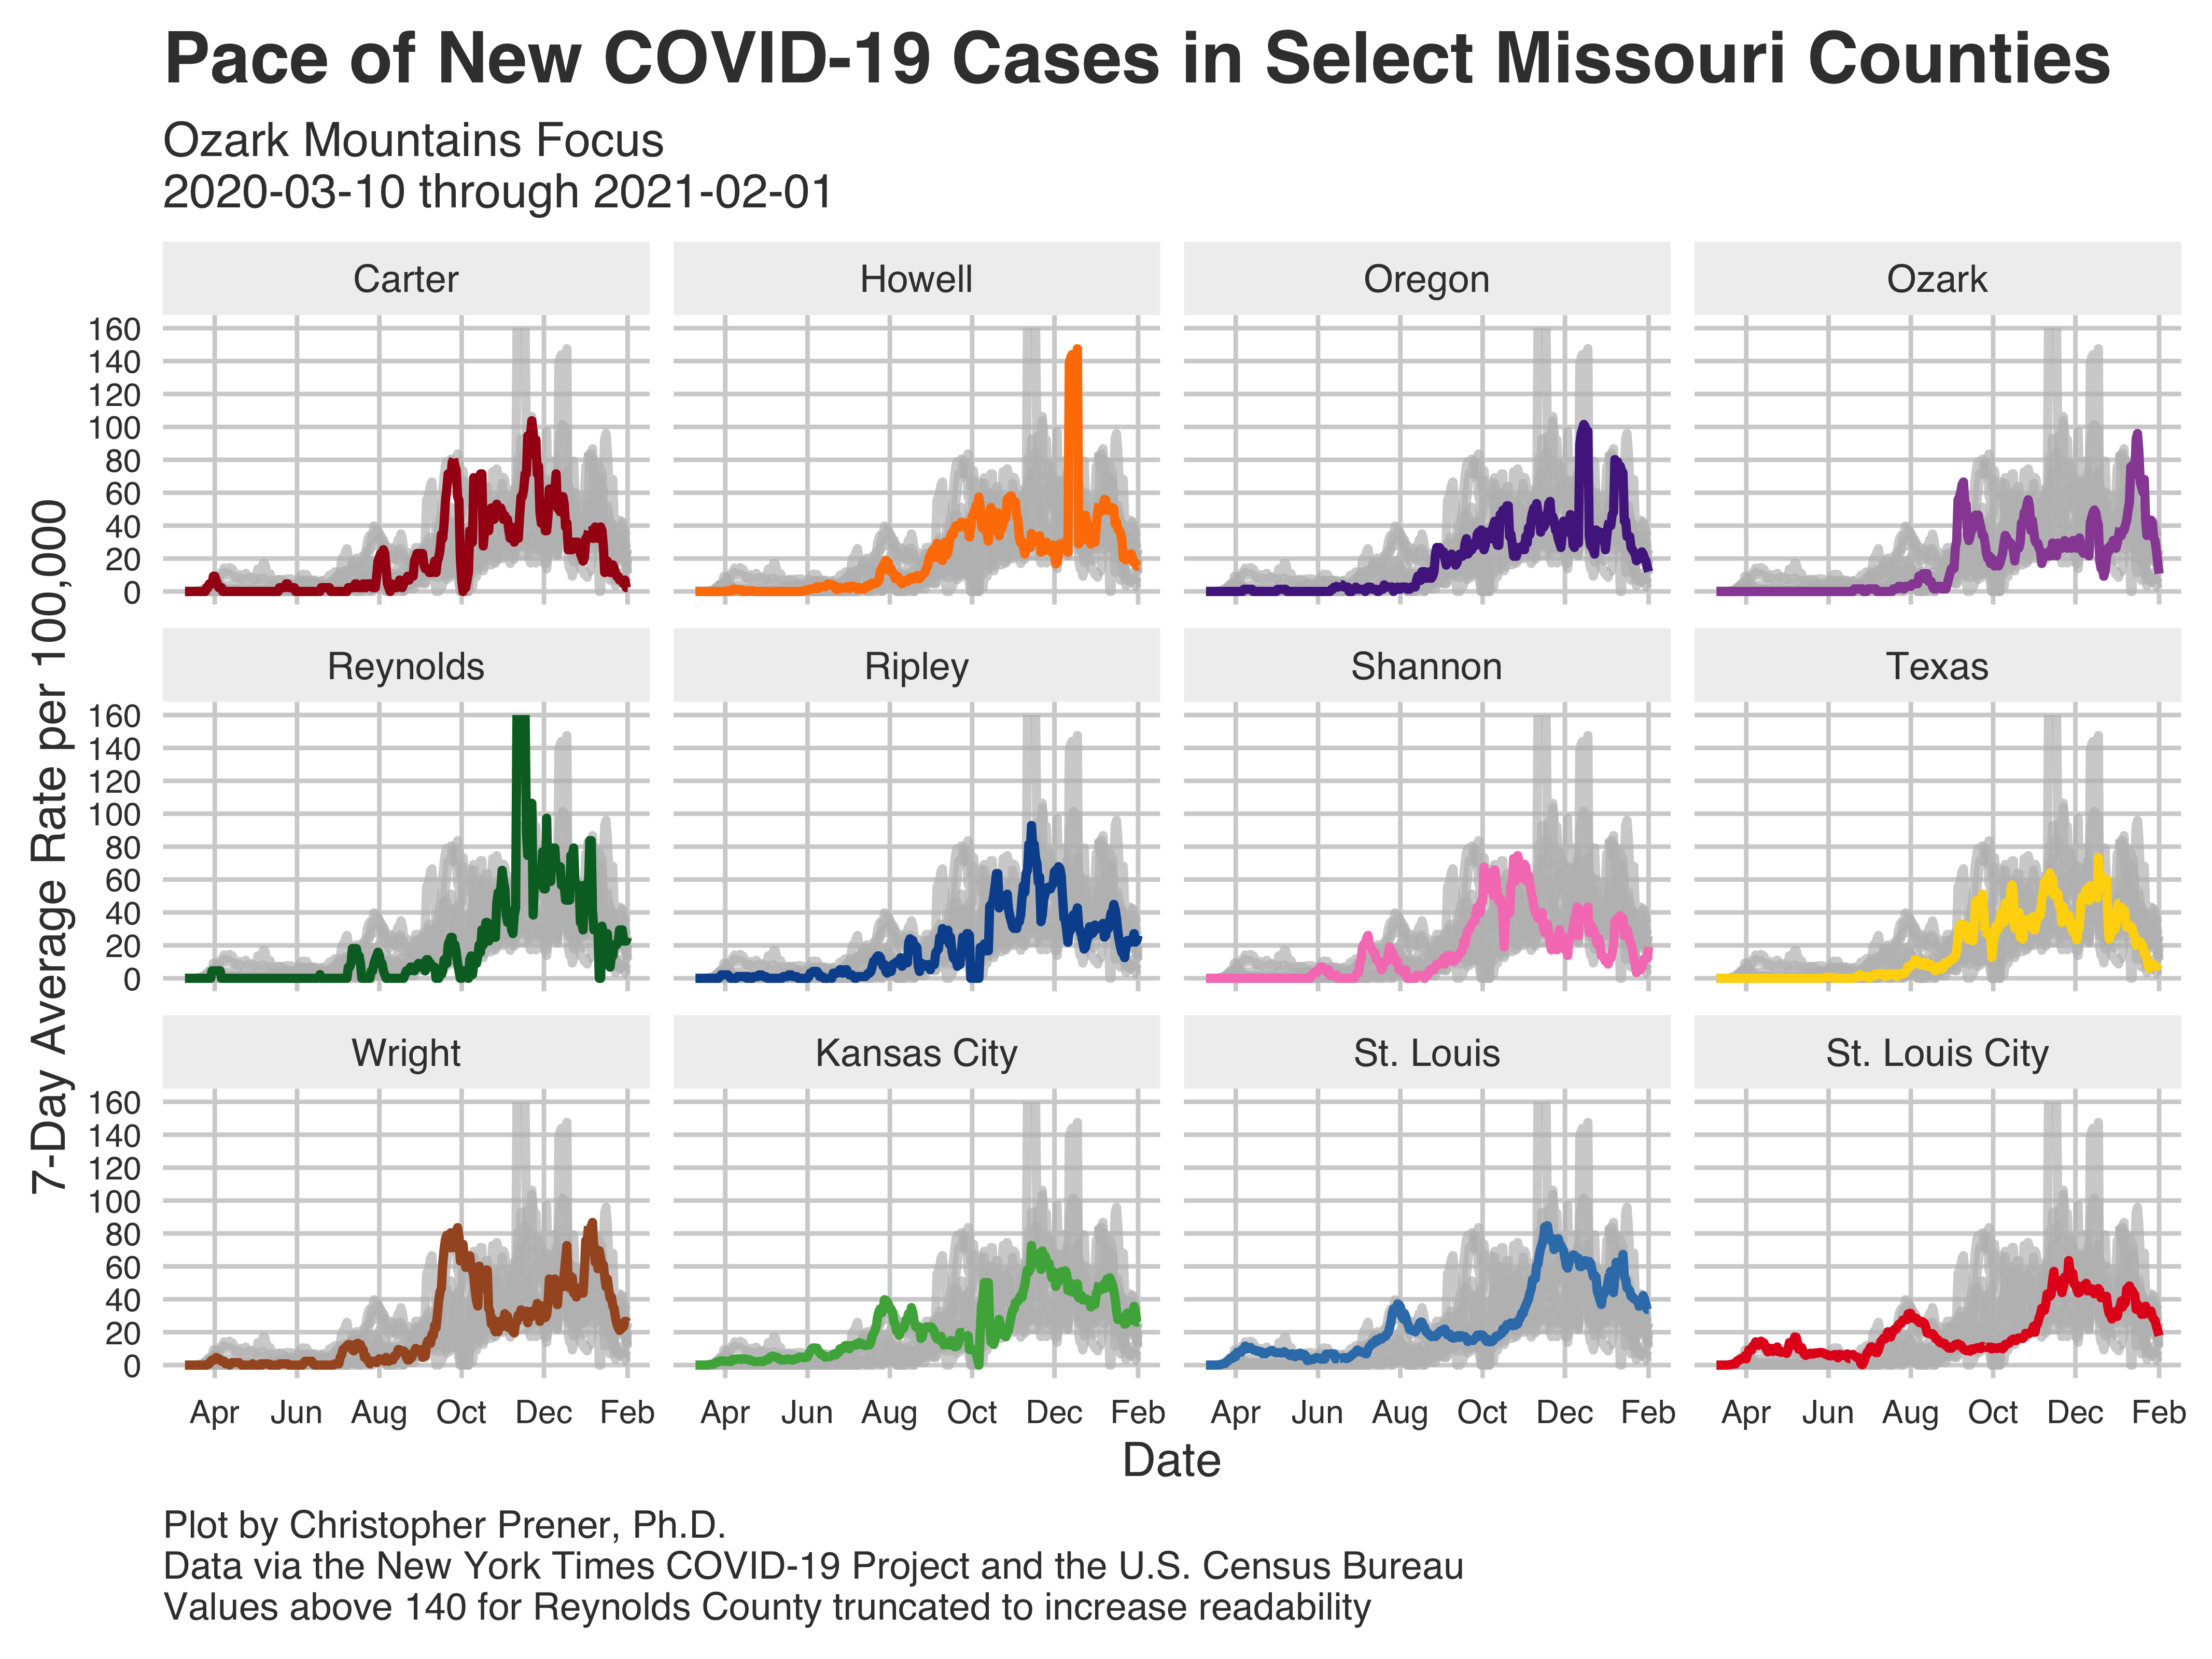 Pace of New COVID-19 Cases in Select Missouri Counties
Ozark Mountains Focus
2020-03-10 through 2021-02-01
7-Day Average Rate per 100,000
Carter
Howell
Oregon
Ozark
160
140
120
100
80
60
40
20
0
Reynolds
Ripley
Shannon
Texas
160
140
120
100
80
60
40
20
0
Wright
Kansas City
St. Louis
St. Louis City
160
140
120
100
80
60
40
20
0
Apr Jun Aug Oct Dec Feb
Apr Jun Aug Oct Dec Feb
Apr Jun Aug Oct Dec Feb
Apr Jun Aug Oct Dec Feb
Date
Plot by Christopher Prener, Ph.D.
Data via the New York Times COVID-19 Project and the U.S. Census Bureau
Values above 140 for Reynolds County truncated to increase readability